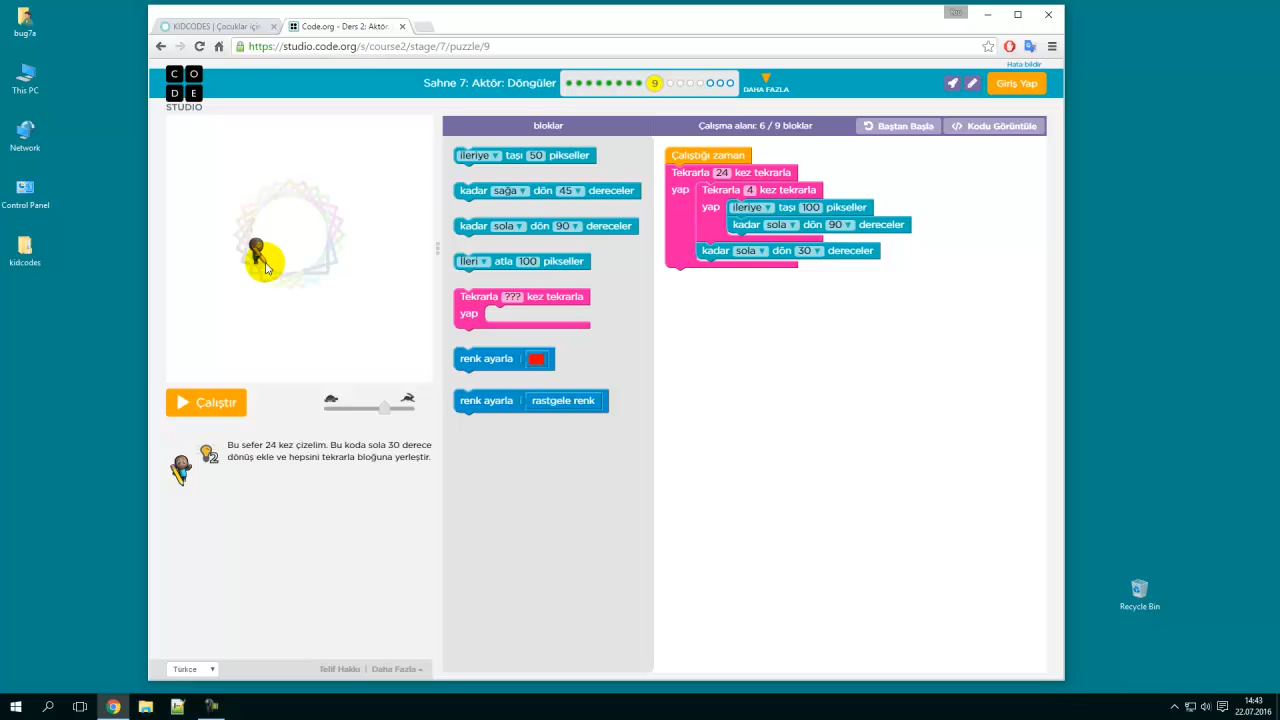 bug7a
This PC
Network
Control Panel
kidcodes
Recycle Bin
KIDCODES | Çocuklar için
Code.org - Ders 2: Aktör:
You
https://studio.code.org/s/course2/stage/7/puzzle/9
Hata bildir
C O
D E
STUDIO
Sahne 7: Aktör: Döngüler
9
DAHA FAZLA
Giriş Yap
bloklar
Çalışma alanı: 6 / 9 bloklar
Baştan Başla
Kodu Görüntüle
ileriye taşı 50 pikseller
kadar sağa dön 45 dereceler
kadar sola dön 90 dereceler
İleri atla 100 pikseller
Tekrarla ??? kez tekrarla
yap
renk ayarla
renk ayarla rastgele renk
Çalıştığı zaman
Tekrarla 24 kez tekrarla
yap Tekrarla 4 kez tekrarla
yap ileriye taşı 100 pikseller
kadar sola dön 90 dereceler
kadar sola dön 30 dereceler
Çalıştır
2
Bu sefer 24 kez çizelim. Bu koda sola 30 derece
dönüş ekle ve hepsini tekrarla bloğuna yerleştir.
Türkçe
Telif Hakkı | Daha Fazla
14:43
22.07.2016